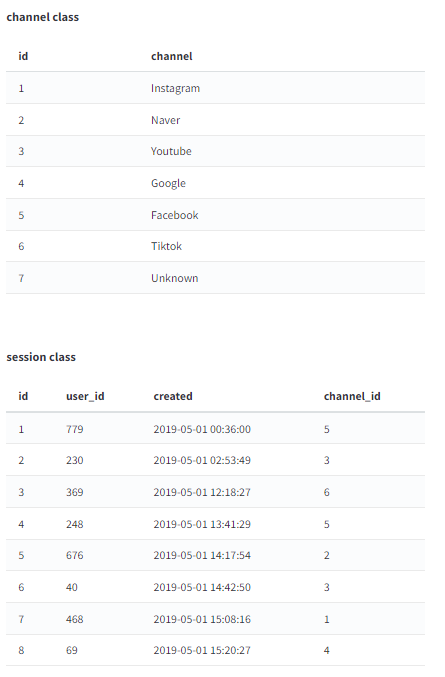 channel class
id channel
1 Instagram
2 Naver
3 Youtube
4 Google
5 Facebook
6 Tiktok
7 Unknown
session class
id user_id created channel_id
1 779 2019-05-01 00:36:00 5
2 230 2019-05-01 02:53:49 3
3 369 2019-05-01 12:18:27 6
4 248 2019-05-01 13:41:29 5
5 676 2019-05-01 14:17:54 2
6 40 2019-05-01 14:42:50 3
7 468 2019-05-01 15:08:16 1
8 69 2019-05-01 15:20:27 4